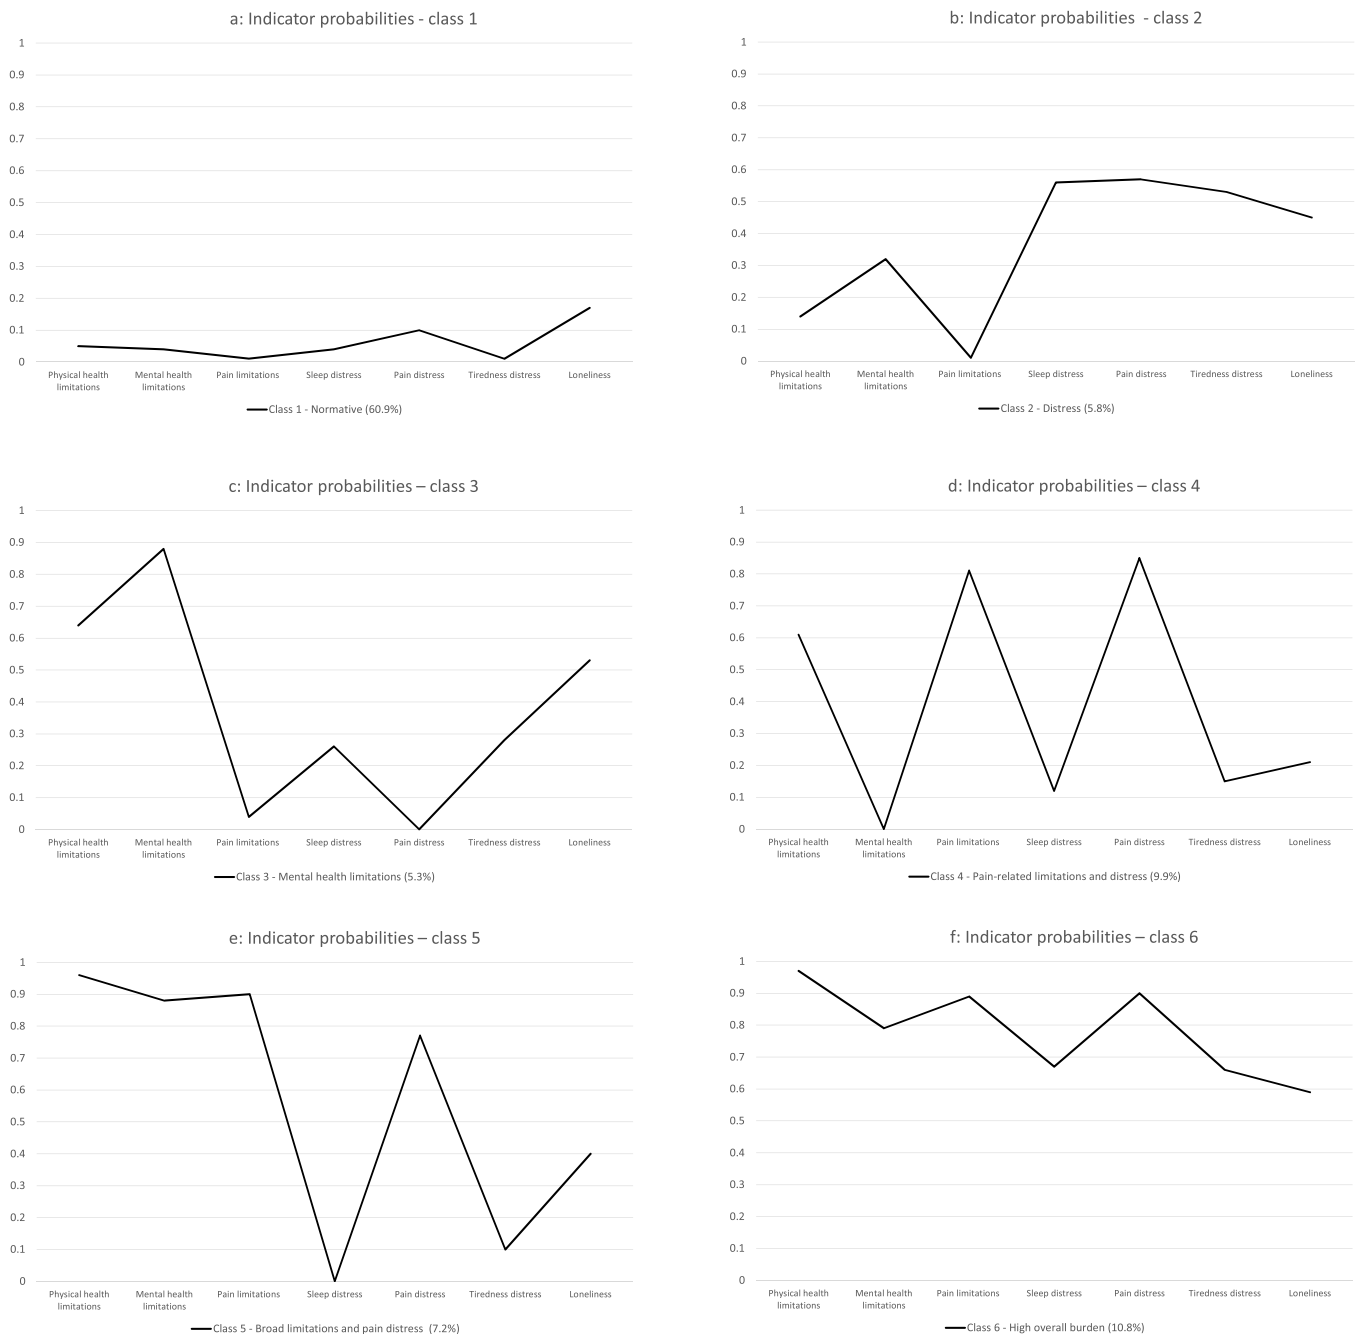 a: Indicator probabilities - class 1
1
0.9
0.8
0.7
0.6
0.5
0.4
0.3
0.2
0.1
0
Physical health
limitations
Mental health
limitations
Pain limitations
Sleep distress
Pain distress
Tiredness distress
Loneliness
Class 1 - Normative (60.9%)
b: Indicator probabilities - class 2
1
0.9
0.8
0.7
0.6
0.5
0.4
0.3
0.2
0.1
0
Physical health
limitations
Mental health
limitations
Pain limitations
Sleep distress
Pain distress
Tiredness distress
Loneliness
Class 2 - Distress (5.8%)
c: Indicator probabilities – class 3
1
0.9
0.8
0.7
0.6
0.5
0.4
0.3
0.2
0.1
0
Physical health
limitations
Mental health
limitations
Pain limitations
Sleep distress
Pain distress
Tiredness distress
Loneliness
Class 3 - Mental health limitations (5.3%)
d: Indicator probabilities – class 4
1
0.9
0.8
0.7
0.6
0.5
0.4
0.3
0.2
0.1
0
Physical health
limitations
Mental health
limitations
Pain limitations
Sleep distress
Pain distress
Tiredness distress
Loneliness
Class 4 - Pain-related limitations and distress (9.9%)
e: Indicator probabilities – class 5
1
0.9
0.8
0.7
0.6
0.5
0.4
0.3
0.2
0.1
0
Physical health
limitations
Mental health
limitations
Pain limitations
Sleep distress
Pain distress
Tiredness distress
Loneliness
Class 5 - Broad limitations and pain distress (7.2%)
f: Indicator probabilities – class 6
1
0.9
0.8
0.7
0.6
0.5
0.4
0.3
0.2
0.1
0
Physical health
limitations
Mental health
limitations
Pain limitations
Sleep distress
Pain distress
Tiredness distress
Loneliness
Class 6 - High overall burden (10.8%)